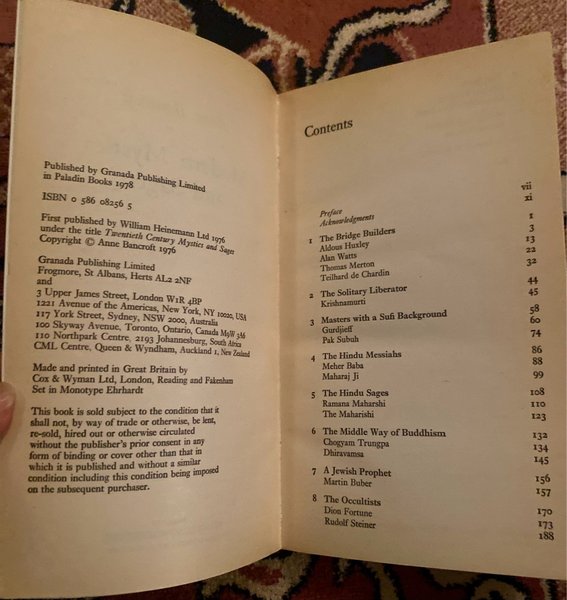 Published by Granada Publishing Limited
in Paladin Books 1978
ISBN 0 586 08256 5
First published by William Heinemann Ltd 1976
under the title Twentieth Century Mystics and Sages
Copyright © Anne Bancroft 1976
Granada Publishing Limited
Frogmore, St Albans, Herts AL2 2NF
and
3 Upper James Street, London W1R 4BP
1221 Avenue of the Americas, New York, NY 10020, USA
117 York Street, Sydney, NSW 2000, Australia
100 Skyway Avenue, Toronto, Ontario, Canada M9W 3A6
110 Northpark Centre, 2193 Johannesburg, South Africa
CML Centre, Queen & Wyndham, Auckland 1, New Zealand
Made and printed in Great Britain by
Cox & Wyman Ltd, London, Reading and Fakenham
Set in Monotype Ehrhardt
This book is sold subject to the condition that it
shall not, by way of trade or otherwise, be lent,
re-sold, hired out or otherwise circulated
without the publisher's prior consent in any
form of binding or cover other than that in
which it is published and without a similar
condition including this condition being imposed
on the subsequent purchaser.
Contents
Preface vii
Acknowledgments xi
1 The Bridge Builders 1
Aldous Huxley 3
Alan Watts 13
Thomas Merton 22
Teilhard de Chardin 32
2 The Solitary Liberator 44
Krishnamurti 45
3 Masters with a Sufi Background 58
Gurdjieff 60
Pak Subuh 74
4 The Hindu Messiahs 86
Meher Baba 88
Maharaj Ji 99
5 The Hindu Sages 108
Ramana Maharshi 110
The Maharishi 123
6 The Middle Way of Buddhism 132
Chogyam Trungpa 134
Dhiravamsa 145
7 A Jewish Prophet 156
Martin Buber 157
8 The Occultists 170
Dion Fortune 173
Rudolf Steiner 188